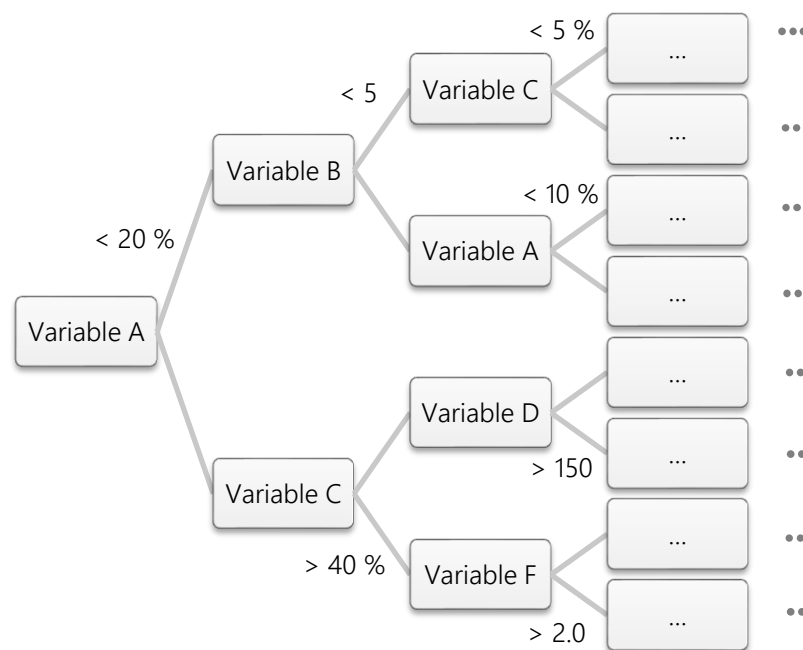 < 5 %
...
Variable C
< 5
...
Variable B
< 10 %
...
< 20 %
Variable A
...
Variable A
...
Variable D
> 150
...
Variable C
...
> 40 %
Variable F
> 2.0
...